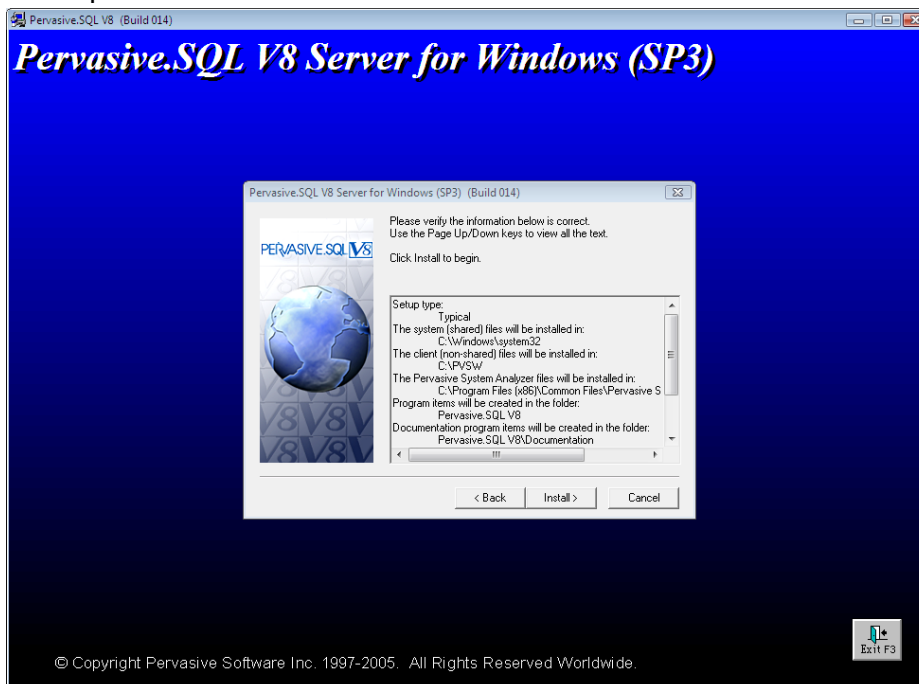 Pervasive.SQL V8 (Build 014)
Pervasive.SQL V8 Server for Windows (SP3)
Pervasive.SQL V8 Server for Windows (SP3) (Build 014)
PERVASIVE.SQL V8
Please verify the information below is correct.
Use the Page Up/Down keys to view all the text.
Click Install to begin.
Setup type:
Typical
The system (shared) files will be installed in:
C:\Windows\system32
The client (non-shared) files will be installed in:
C:\PVSW
The Pervasive System Analyzer files will be installed in:
C:\Program Files (x86)\Common Files\Pervasive S
Program items will be created in the folder:
Pervasive.SQL V8
Documentation program items will be created in the folder:
Pervasive.SQL V8\Documentation
< Back
Install >
Cancel
Exit F3
© Copyright Pervasive Software Inc. 1997-2005. All Rights Reserved Worldwide.